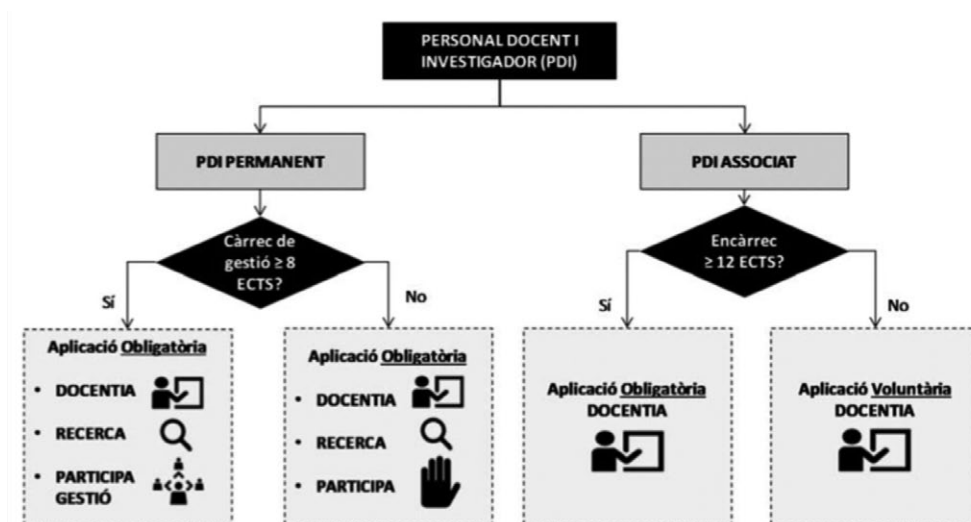 PERSONAL DOCENT I
INVESTIGADOR (PDI)
PDI PERMANENT
PDI ASSOCIAT
Càrrec de
gestió ≥ 8
ECTS?
Encàrrec
≥ 12 ECTS?
Sí
No
Sí
No
Aplicació Obligatòria
• DOCENTIA
• RECERCA
• PARTICIPA
GESTIÓ
Aplicació Obligatòria
• DOCENTIA
• RECERCA
• PARTICIPA
Aplicació Obligatòria
DOCENTIA
Aplicació Voluntària
DOCENTIA